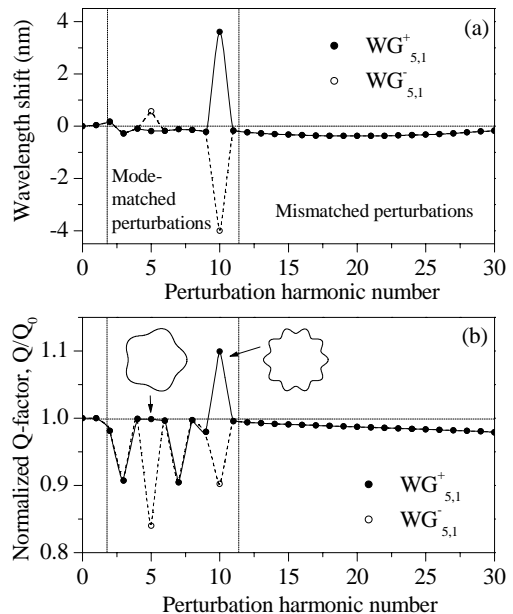 4
2
0
-2
-4
Wavelength shift (nm)
(a)
WG⁺₅,₁
WG⁻₅,₁
Mode-
matched
perturbations
Mismatched perturbations
0 5 10 15 20 25 30
Perturbation harmonic number
1.1
1.0
0.9
0.8
Normalized Q-factor, Q/Q₀
(b)
WG⁺₅,₁
WG⁻₅,₁
0 5 10 15 20 25 30
Perturbation harmonic number